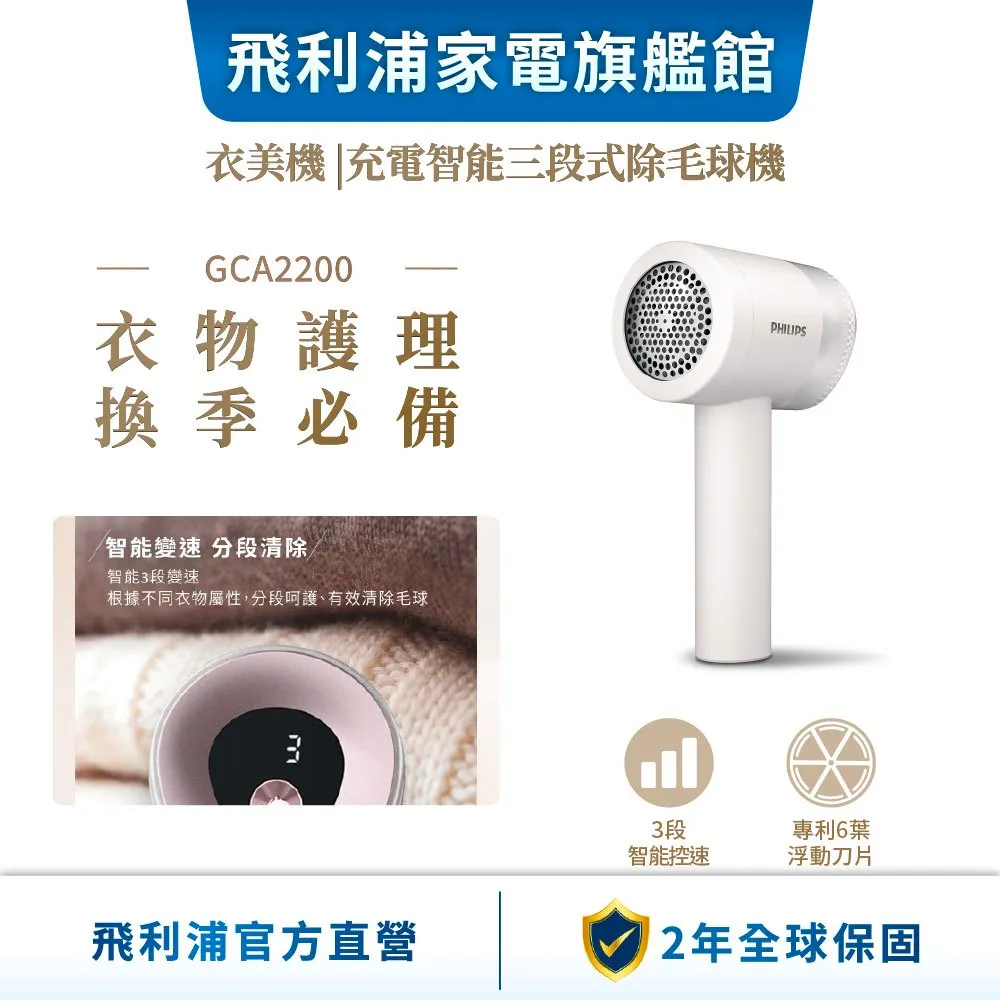 飛利浦家電旗艦館
衣美機|充電智能三段式除毛球機
GCA2200
衣物護理
換季必備
PHILIPS
智能變速 分段清除
智能3段變速
根據不同衣物屬性,分段呵護、有效清除毛球
3
3段
智能控速
專利6葉
浮動刀片
飛利浦官方直營
2年全球保固